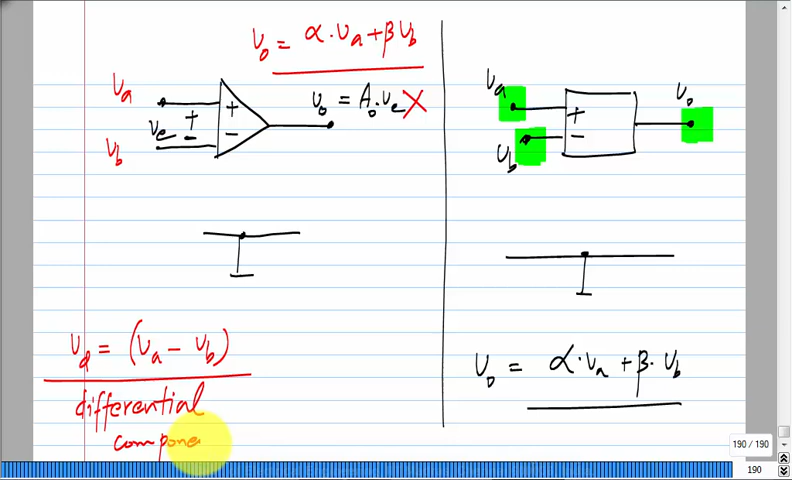 V₀ = α·Va + βVb
Va
+
V₀ = A₀·Ve X
+
Ve
−
−
Vb
Va
V₀
+
−
Vb
Vd = (Va − Vb)
differential
compone
V₀ = α·Va + β·Vb
190 / 190
190